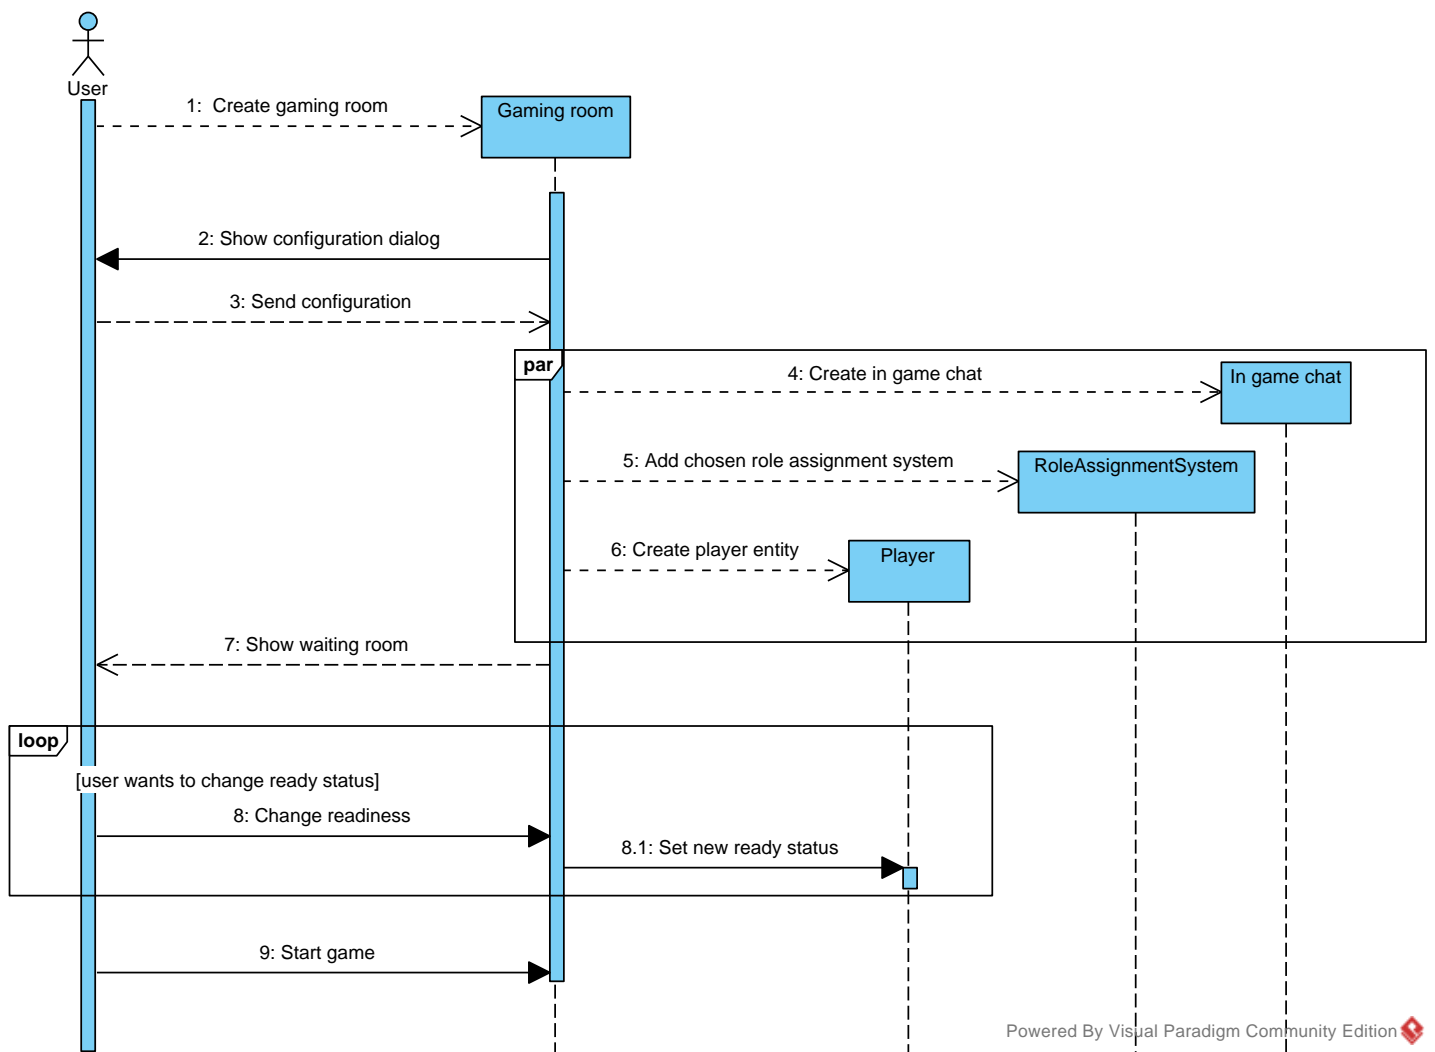 User
1:  Create gaming room
Gaming room
2: Show configuration dialog
3: Send configuration
par
4: Create in game chat
In game chat
5: Add chosen role assignment system
RoleAssignmentSystem
6: Create player entity
Player
7: Show waiting room
loop
[user wants to change ready status]
8: Change readiness
8.1: Set new ready status
9: Start game
Powered By Visual Paradigm Community Edition